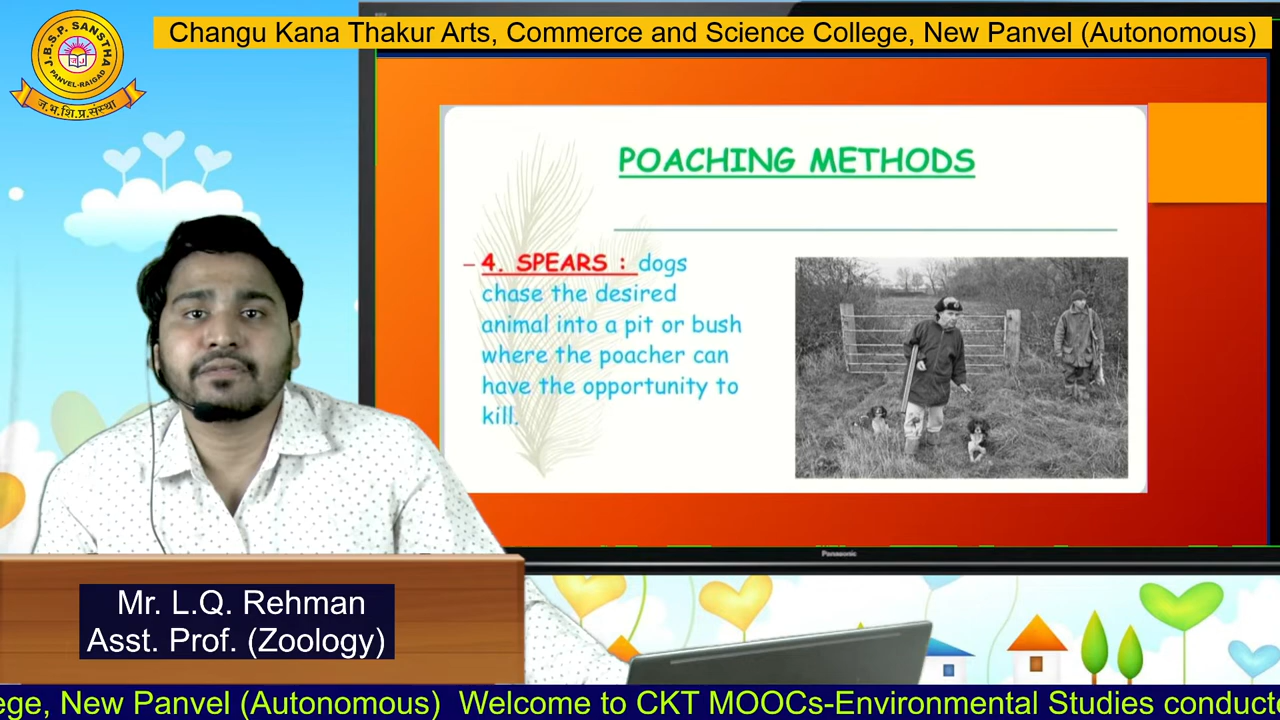 J.B.S.P. SANSTHA
PANVEL-RAIGAD
ज.भ.शि.प्र.संस्था
Changu Kana Thakur Arts, Commerce and Science College, New Panvel (Autonomous)
POACHING METHODS
– 4. SPEARS : dogs
chase the desired
animal into a pit or bush
where the poacher can
have the opportunity to
kill.
Panasonic
Mr. L.Q. Rehman
Asst. Prof. (Zoology)
ege, New Panvel (Autonomous) Welcome to CKT MOOCs-Environmental Studies conduct